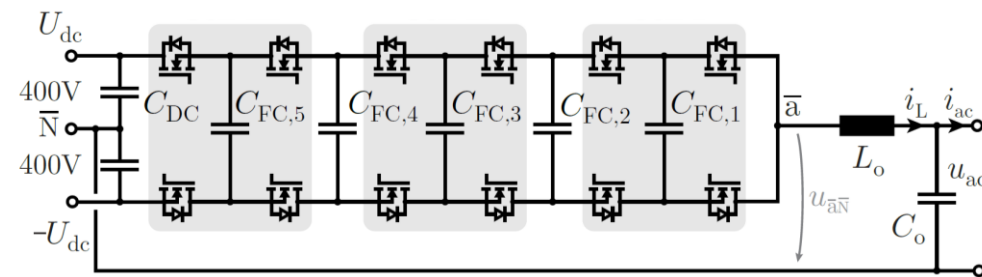 U_dc
400V
N̅
400V
–U_dc
C_DC
C_FC,5
C_FC,4
C_FC,3
C_FC,2
C_FC,1
a̅
u_a̅N̅
L_o
i_L
i_ac
C_o
u_ac